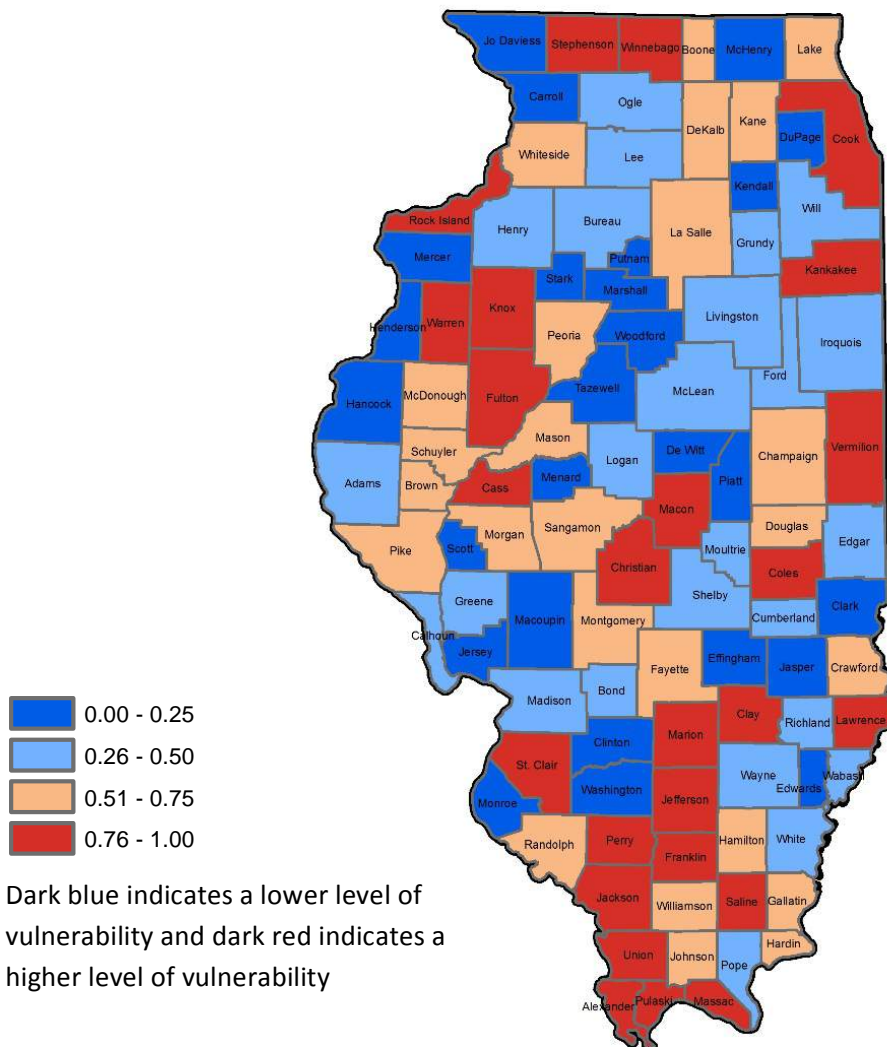 Jo Daviess
Stephenson
Winnebago
Boone
McHenry
Lake
Carroll
Ogle
DeKalb
Kane
DuPage
Cook
Whiteside
Lee
Kendall
Will
Rock Island
Henry
Bureau
La Salle
Grundy
Mercer
Putnam
Kankakee
Stark
Marshall
Henderson
Warren
Knox
Peoria
Woodford
Livingston
Iroquois
Hancock
McDonough
Fulton
Tazewell
McLean
Ford
Schuyler
Mason
Logan
De Witt
Champaign
Vermilion
Adams
Brown
Cass
Menard
Piatt
Macon
Pike
Scott
Morgan
Sangamon
Moultrie
Douglas
Edgar
Christian
Coles
Greene
Shelby
Cumberland
Clark
Calhoun
Jersey
Macoupin
Montgomery
Fayette
Effingham
Jasper
Crawford
Madison
Bond
Clay
Richland
Lawrence
Clinton
Marion
St. Clair
Wayne
Edwards
Wabash
Monroe
Washington
Jefferson
Randolph
Perry
Franklin
Hamilton
White
Jackson
Williamson
Saline
Gallatin
Union
Johnson
Pope
Hardin
Alexander
Pulaski
Massac
0.00 - 0.25
0.26 - 0.50
0.51 - 0.75
0.76 - 1.00
Dark blue indicates a lower level of
vulnerability and dark red indicates a
higher level of vulnerability